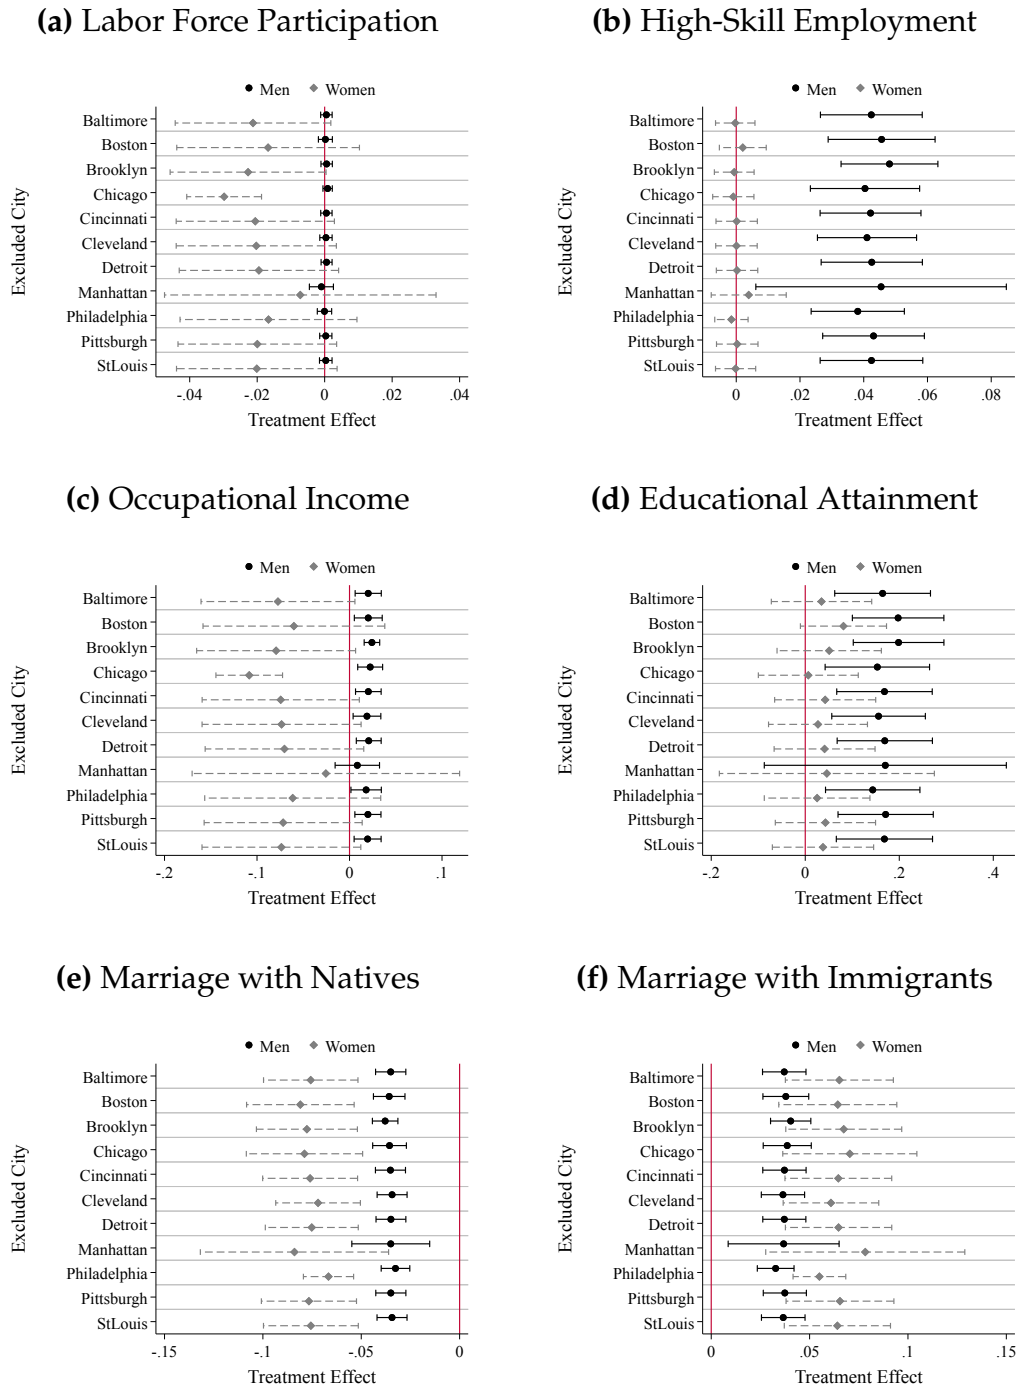 (a) Labor Force Participation
Men Women
Excluded City
Baltimore
Boston
Brooklyn
Chicago
Cincinnati
Cleveland
Detroit
Manhattan
Philadelphia
Pittsburgh
StLouis
-.04 -.02 0 .02 .04
Treatment Effect
(b) High-Skill Employment
Men Women
Excluded City
Baltimore
Boston
Brooklyn
Chicago
Cincinnati
Cleveland
Detroit
Manhattan
Philadelphia
Pittsburgh
StLouis
0 .02 .04 .06 .08
Treatment Effect
(c) Occupational Income
Men Women
Excluded City
Baltimore
Boston
Brooklyn
Chicago
Cincinnati
Cleveland
Detroit
Manhattan
Philadelphia
Pittsburgh
StLouis
-.2 -.1 0 .1
Treatment Effect
(d) Educational Attainment
Men Women
Excluded City
Baltimore
Boston
Brooklyn
Chicago
Cincinnati
Cleveland
Detroit
Manhattan
Philadelphia
Pittsburgh
StLouis
-.2 0 .2 .4
Treatment Effect
(e) Marriage with Natives
Men Women
Excluded City
Baltimore
Boston
Brooklyn
Chicago
Cincinnati
Cleveland
Detroit
Manhattan
Philadelphia
Pittsburgh
StLouis
-.15 -.1 -.05 0
Treatment Effect
(f) Marriage with Immigrants
Men Women
Excluded City
Baltimore
Boston
Brooklyn
Chicago
Cincinnati
Cleveland
Detroit
Manhattan
Philadelphia
Pittsburgh
StLouis
0 .05 .1 .15
Treatment Effect